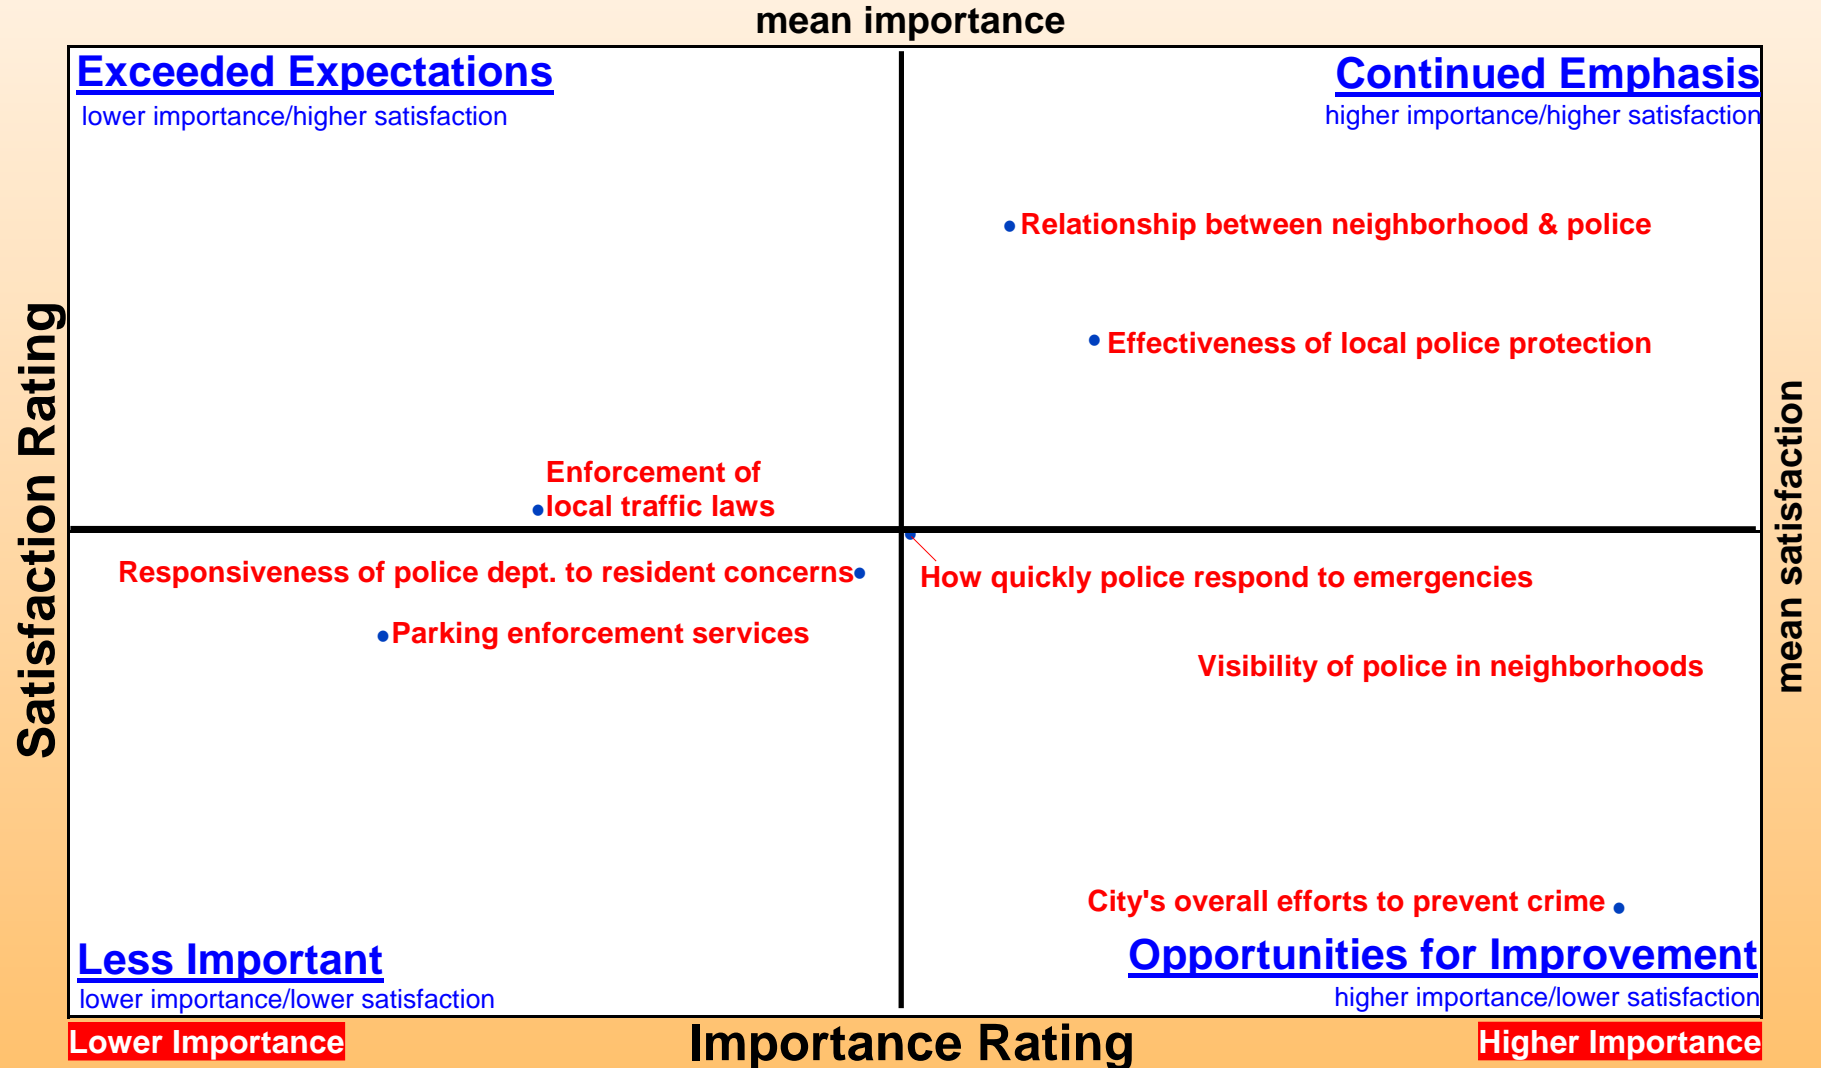 mean importance
Exceeded Expectations
lower importance/higher satisfaction
Continued Emphasis
higher importance/higher satisfaction
Relationship between neighborhood & police
Effectiveness of local police protection
Satisfaction Rating
mean satisfaction
Enforcement of
local traffic laws
Responsiveness of police dept. to resident concerns
How quickly police respond to emergencies
Parking enforcement services
Visibility of police in neighborhoods
City's overall efforts to prevent crime
Less Important
lower importance/lower satisfaction
Opportunities for Improvement
higher importance/lower satisfaction
Lower Importance
Importance Rating
Higher Importance